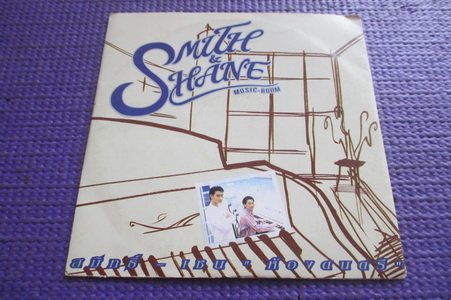 SMITH
&
SHANE
MUSIC-ROOM
สมิทธิ์ - เชน " ห้องดนตรี "